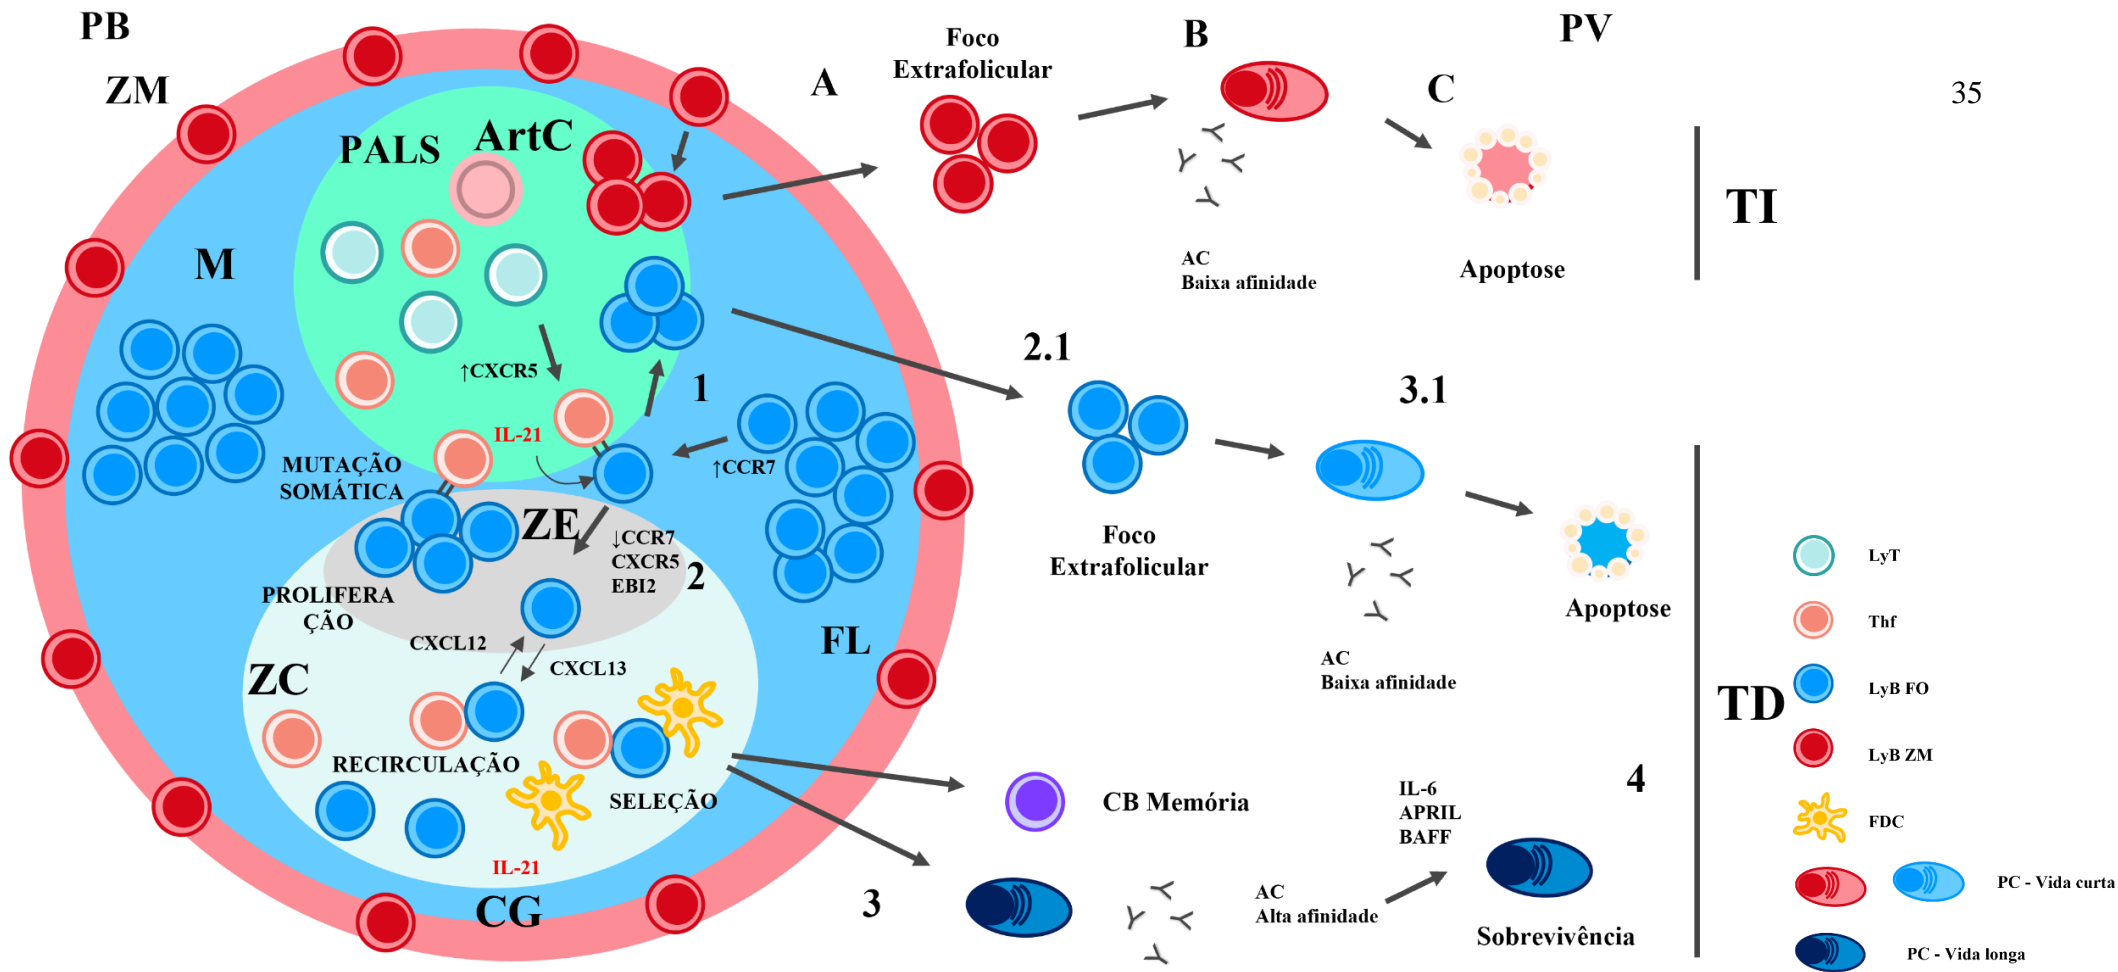 PB
ZM
PALS
ArtC
M
↑CXCR5
1
IL-21
↑CCR7
MUTAÇÃO
SOMÁTICA
ZE
↓CCR7
CXCR5
EBI2
2
PROLIFERA
ÇÃO
CXCL12
CXCL13
FL
ZC
RECIRCULAÇÃO
SELEÇÃO
IL-21
CG
A
Foco
Extrafolicular
B
AC
Baixa afinidade
C
Apoptose
PV
35
TI
2.1
Foco
Extrafolicular
3.1
AC
Baixa afinidade
Apoptose
TD
CB Memória
3
AC
Alta afinidade
IL-6
APRIL
BAFF
4
Sobrevivência
LyT
Thf
LyB FO
LyB ZM
FDC
PC - Vida curta
PC - Vida longa